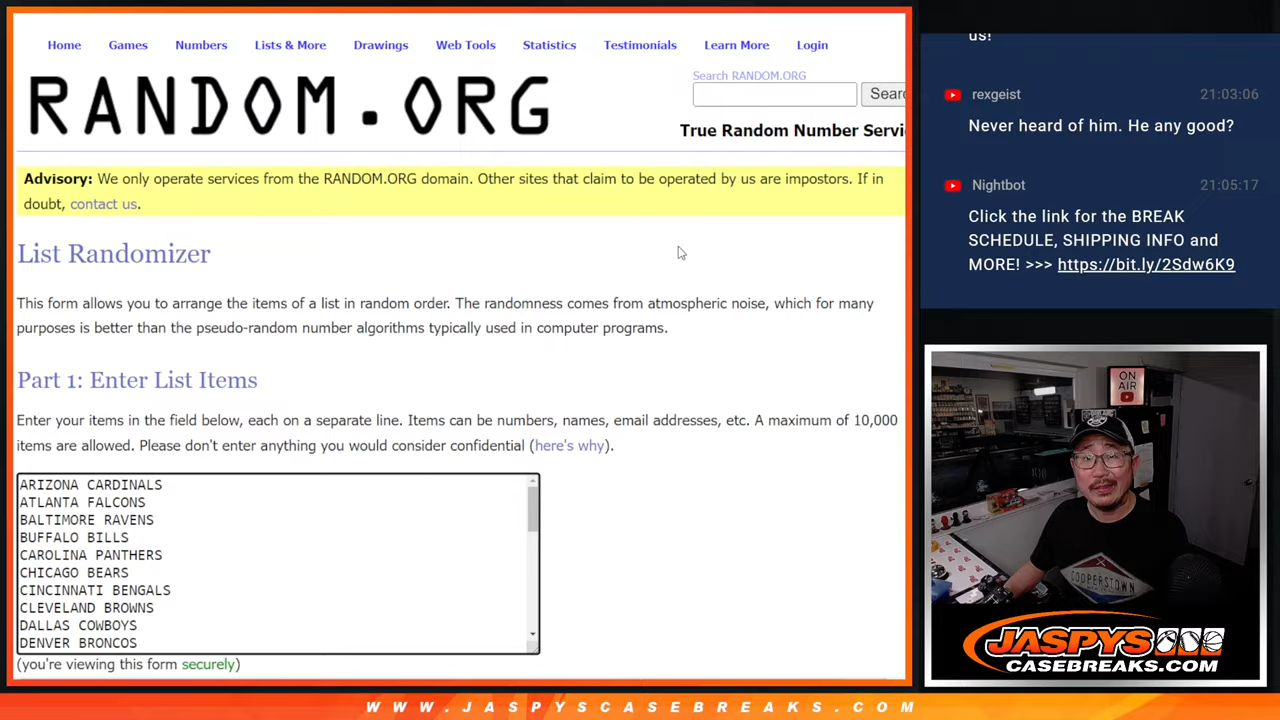 Home Games Numbers Lists & More Drawings Web Tools Statistics Testimonials Learn More Login
RANDOM.ORG
Search RANDOM.ORG
Searc
True Random Number Servi
Advisory: We only operate services from the RANDOM.ORG domain. Other sites that claim to be operated by us are impostors. If in
doubt, contact us.
List Randomizer
This form allows you to arrange the items of a list in random order. The randomness comes from atmospheric noise, which for many
purposes is better than the pseudo-random number algorithms typically used in computer programs.
Part 1: Enter List Items
Enter your items in the field below, each on a separate line. Items can be numbers, names, email addresses, etc. A maximum of 10,000
items are allowed. Please don't enter anything you would consider confidential (here's why).
ARIZONA CARDINALS
ATLANTA FALCONS
BALTIMORE RAVENS
BUFFALO BILLS
CAROLINA PANTHERS
CHICAGO BEARS
CINCINNATI BENGALS
CLEVELAND BROWNS
DALLAS COWBOYS
DENVER BRONCOS
(you're viewing this form securely)
us!
rexgeist 21:03:06
Never heard of him. He any good?
Nightbot 21:05:17
Click the link for the BREAK
SCHEDULE, SHIPPING INFO and
MORE! >>> https://bit.ly/2Sdw6K9
ON
AIR
COOPERSTOWN
JASPYS
CASEBREAKS.COM
WWW.JASPYSCASEBREAKS.COM